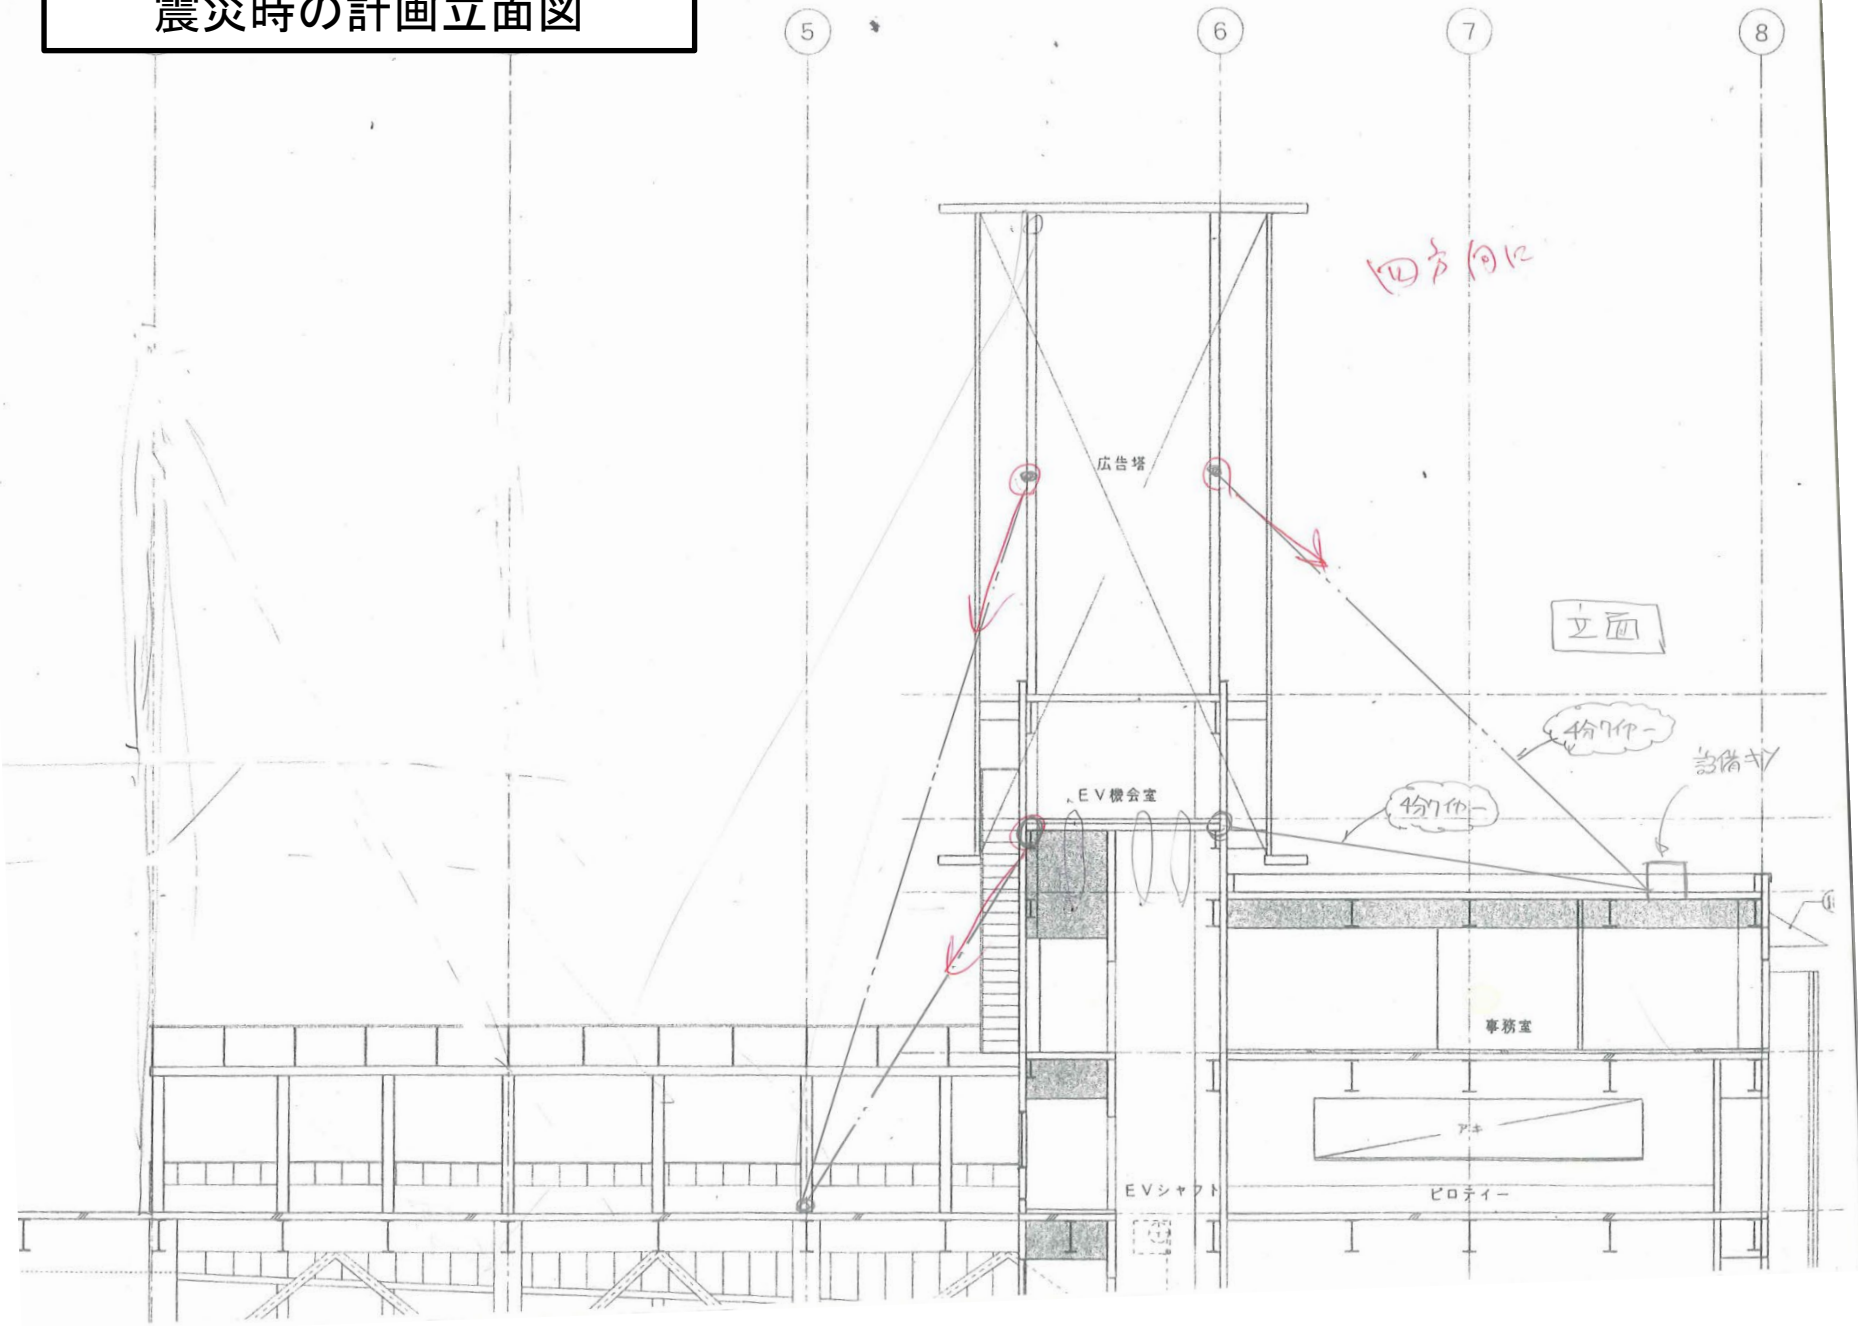 震災時の計画立面図
5
6
7
8
四方向に
広告塔
立面
4分ワイヤー
設備キソ
EV機会室
4分ワイヤー
事務室
アキ
EVシャフト
ピロティー